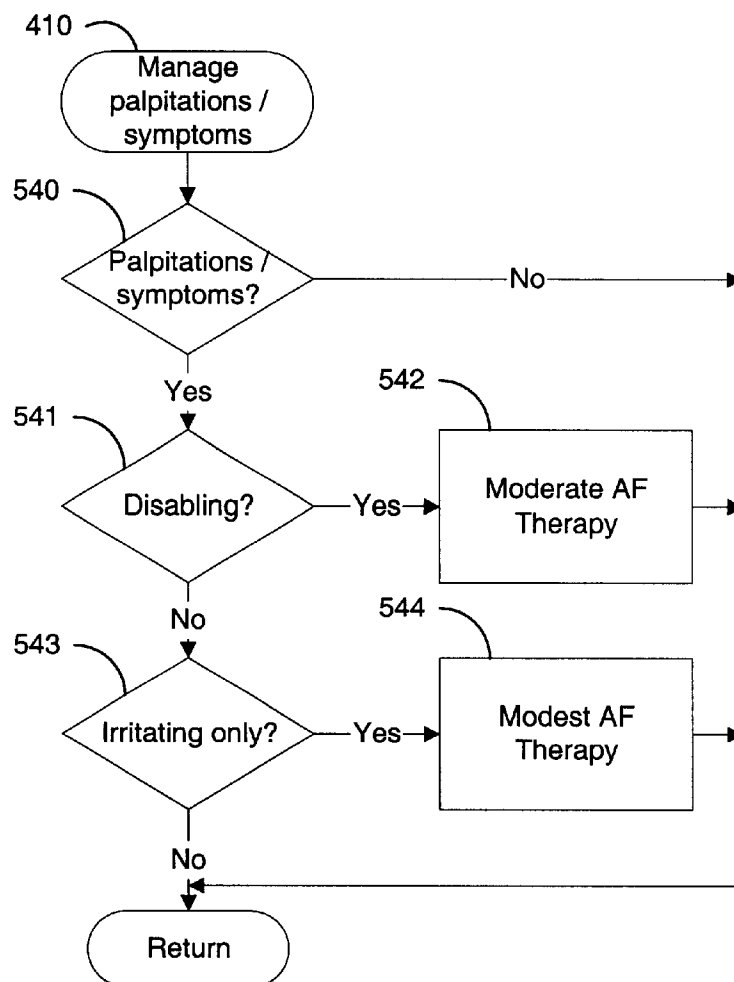 410
Manage
palpitations /
symptoms
540
Palpitations /
symptoms?
No
Yes
541
542
Disabling?
Yes
Moderate AF
Therapy
No
543
544
Irritating only?
Yes
Modest AF
Therapy
No
Return